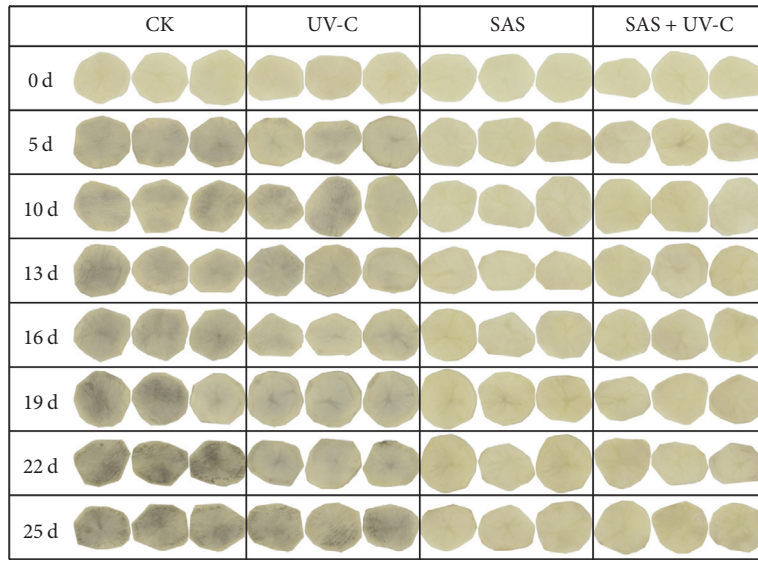 CK UV-C SAS SAS + UV-C
0 d
5 d
10 d
13 d
16 d
19 d
22 d
25 d